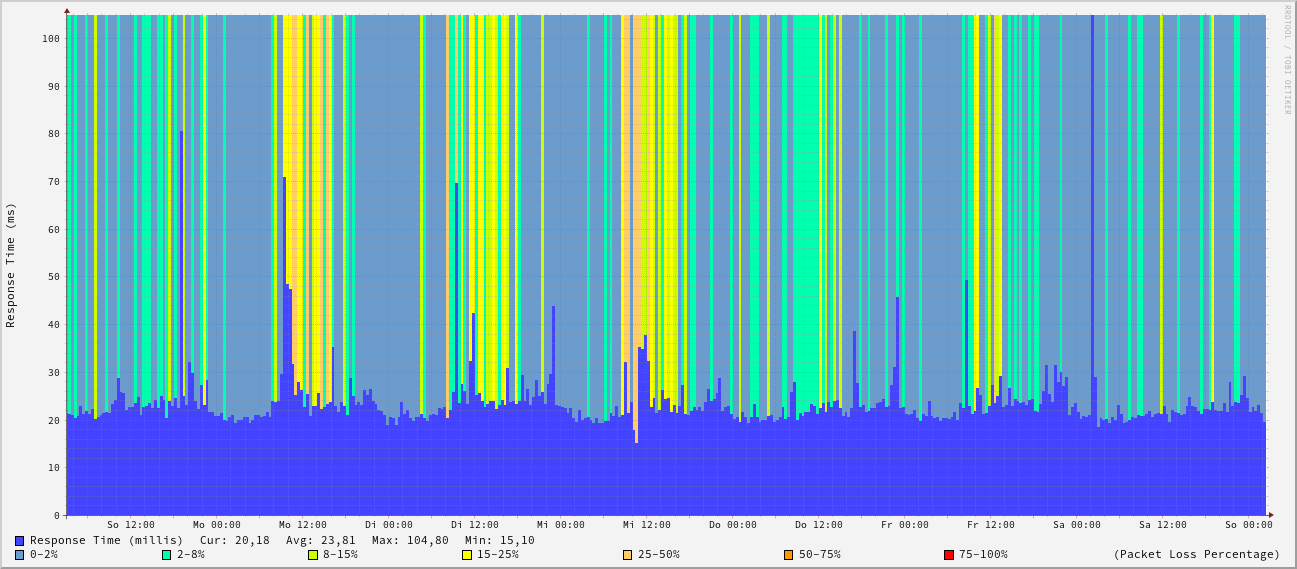 RRDTOOL / TOBI OETIKER
Response Time (ms)
100
90
80
70
60
50
40
30
20
10
0
So 12:00 Mo 00:00 Mo 12:00 Di 00:00 Di 12:00 Mi 00:00 Mi 12:00 Do 00:00 Do 12:00 Fr 00:00 Fr 12:00 Sa 00:00 Sa 12:00 So 00:00
Response Time (millis) Cur: 20,18 Avg: 23,81 Max: 104,80 Min: 15,10
0-2% 2-8% 8-15% 15-25% 25-50% 50-75% 75-100% (Packet Loss Percentage)